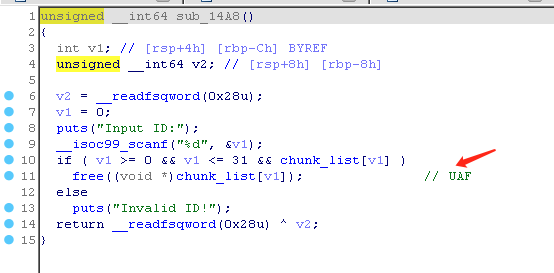 1 unsigned __int64 sub_14A8()
2 {
3 int v1; // [rsp+4h] [rbp-Ch] BYREF
4 unsigned __int64 v2; // [rsp+8h] [rbp-8h]
5
6 v2 = __readfsqword(0x28u);
7 v1 = 0;
8 puts("Input ID:");
9 __isoc99_scanf("%d", &v1);
10 if ( v1 >= 0 && v1 <= 31 && chunk_list[v1] )
11 free((void *)chunk_list[v1]); // UAF
12 else
13 puts("Invalid ID!");
14 return __readfsqword(0x28u) ^ v2;
15 }